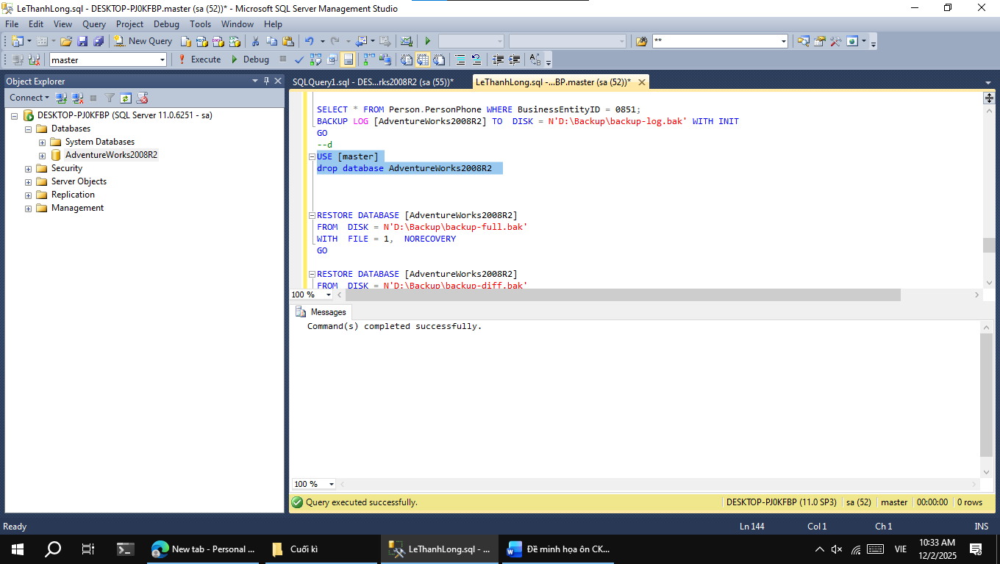 LeThanhLong.sql - DESKTOP-PJ0KFBP.master (sa (52))* - Microsoft SQL Server Management Studio
File Edit View Query Project Debug Tools Window Help
New Query **
master Execute Debug
Object Explorer
Connect
DESKTOP-PJ0KFBP (SQL Server 11.0.6251 - sa)
Databases
System Databases
AdventureWorks2008R2
Security
Server Objects
Replication
Management
SQLQuery1.sql - DES...rks2008R2 (sa (55))* LeThanhLong.sql -...BP.master (sa (52))*
SELECT * FROM Person.PersonPhone WHERE BusinessEntityID = 0851;
BACKUP LOG [AdventureWorks2008R2] TO DISK = N'D:\Backup\backup-log.bak' WITH INIT
GO
--d
USE [master]
drop database AdventureWorks2008R2
RESTORE DATABASE [AdventureWorks2008R2]
FROM DISK = N'D:\Backup\backup-full.bak'
WITH FILE = 1, NORECOVERY
GO
RESTORE DATABASE [AdventureWorks2008R2]
FROM DISK = N'D:\Backup\backup-diff.bak'
100 %
Messages
Command(s) completed successfully.
100 %
Query executed successfully. DESKTOP-PJ0KFBP (11.0 SP3) sa (52) master 00:00:00 0 rows
Ready Ln 144 Col 1 Ch 1 INS
New tab - Personal ... Cuối kì LeThanhLong.sql - ... Đề minh họa ôn CK... VIE 10:33 AM
12/2/2025